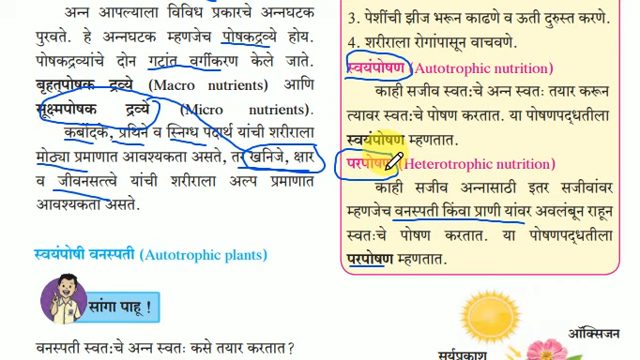 अन्न आपल्याला विविध प्रकारचे अन्नघटक
पुरवते. हे अन्नघटक म्हणजेच पोषकद्रव्ये होय.
पोषकद्रव्यांचे दोन गटांत वर्गीकरण केले जाते.
बृहत्‌पोषक द्रव्ये (Macro nutrients) आणि
सूक्ष्मपोषक द्रव्ये (Micro nutrients).
कर्बोदके, प्रथिने व स्निग्ध पदार्थ यांची शरीराला
मोठ्या प्रमाणात आवश्यकता असते, तर खनिजे, क्षार
व जीवनसत्त्वे यांची शरीराला अल्प प्रमाणात
आवश्यकता असते.
स्वयंपोषी वनस्पती (Autotrophic plants)
सांगा पाहू !
वनस्पती स्वतःचे अन्न स्वतः कसे तयार करतात?
3. पेशींची झीज भरून काढणे व ऊती दुरुस्त करणे.
4. शरीराला रोगांपासून वाचवणे.
स्वयंपोषण (Autotrophic nutrition)
काही सजीव स्वतःचे अन्न स्वतः तयार करून
त्यावर स्वतःचे पोषण करतात. या पोषणपद्धतीला
स्वयंपोषण म्हणतात.
परपोषण (Heterotrophic nutrition)
काही सजीव अन्नासाठी इतर सजीवांवर
म्हणजेच वनस्पती किंवा प्राणी यांवर अवलंबून राहून
स्वतःचे पोषण करतात. या पोषणपद्धतीला
परपोषण म्हणतात.
ऑक्सिजन
सूर्यप्रकाश